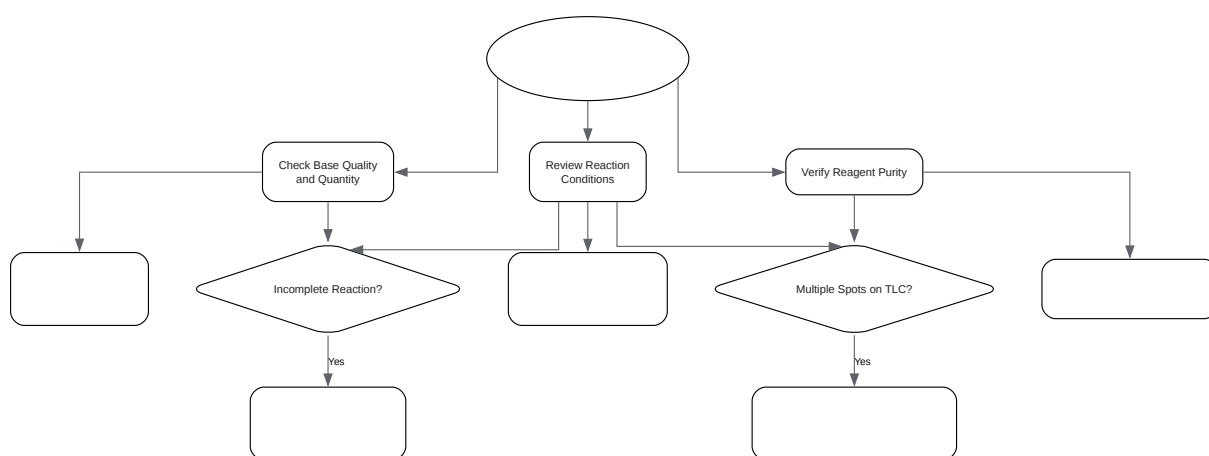 Check Base Quality
and Quantity
Review Reaction
Conditions
Verify Reagent Purity
Incomplete Reaction?
Multiple Spots on TLC?
Yes
Yes